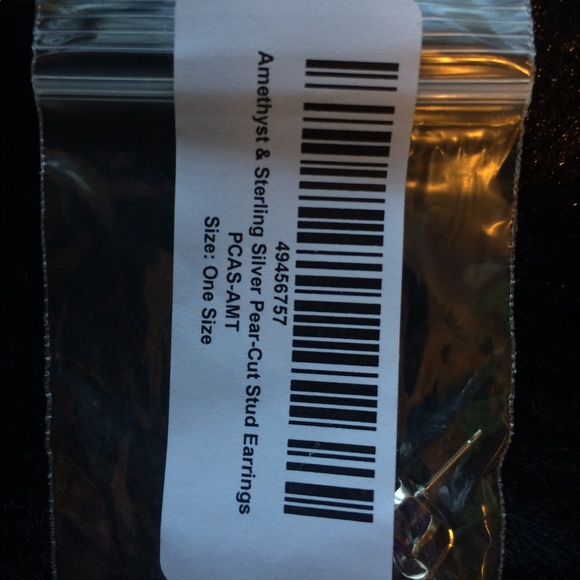 49456757
Amethyst & Sterling Silver Pear-Cut Stud Earrings
PCAS-AMT
Size: One Size